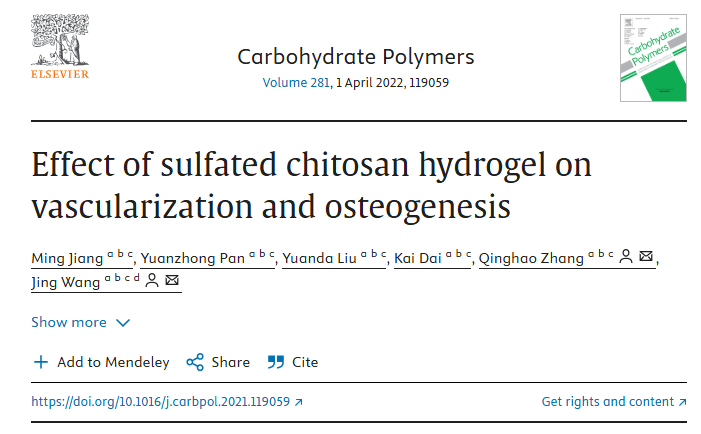 ELSEVIER
Carbohydrate Polymers
Volume 281, 1 April 2022, 119059
Carbohydrate
Polymers
Effect of sulfated chitosan hydrogel on
vascularization and osteogenesis
Ming Jiang a b c, Yuanzhong Pan a b c, Yuanda Liu a b c, Kai Dai a b c, Qinghao Zhang a b c,
Jing Wang a b c d
Show more
Add to Mendeley Share Cite
https://doi.org/10.1016/j.carbpol.2021.119059 Get rights and content